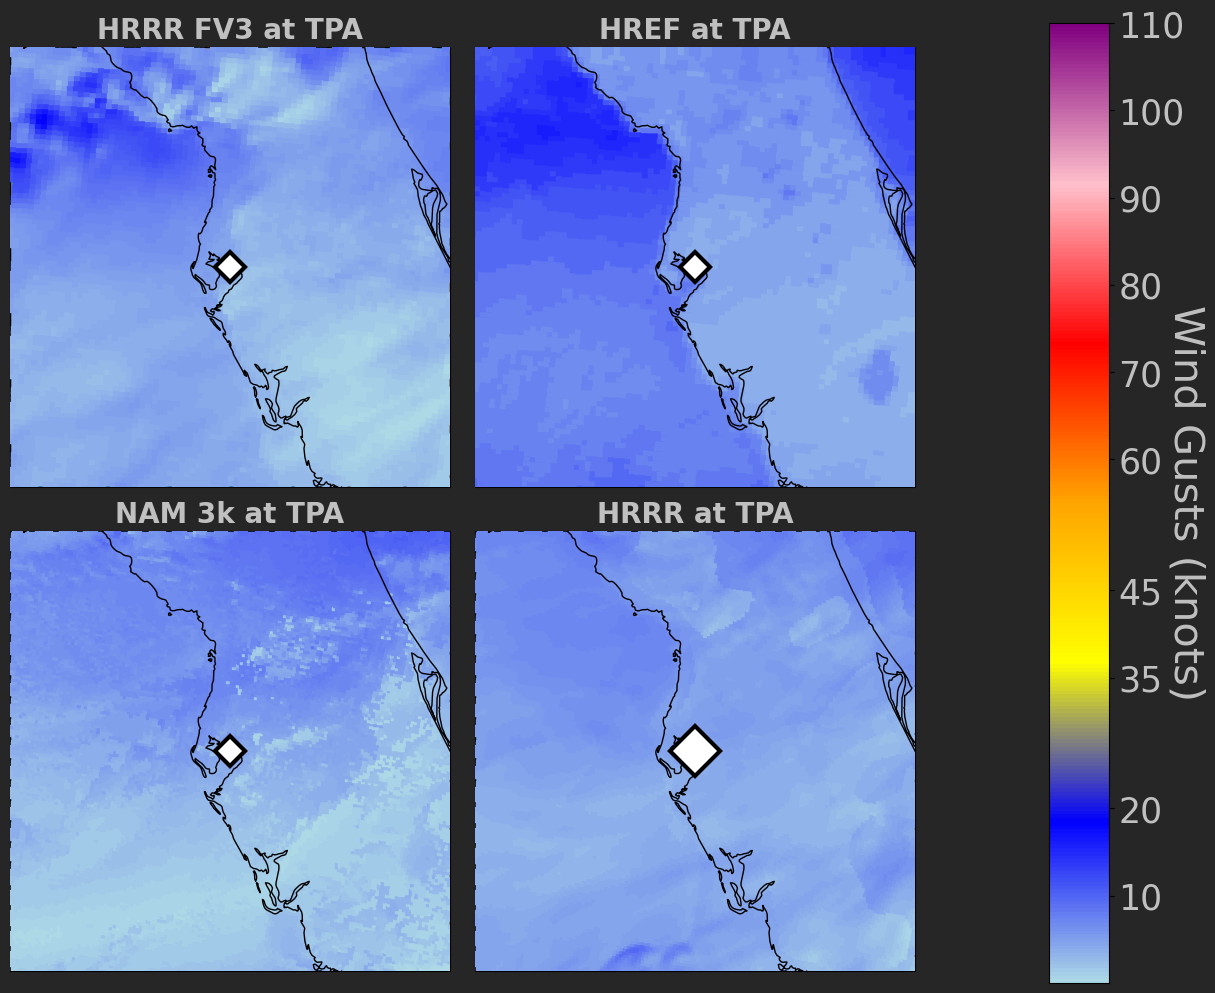 HRRR FV3 at TPA
HREF at TPA
NAM 3k at TPA
HRRR at TPA
110
100
90
80
70
60
45
35
20
10
Wind Gusts (knots)